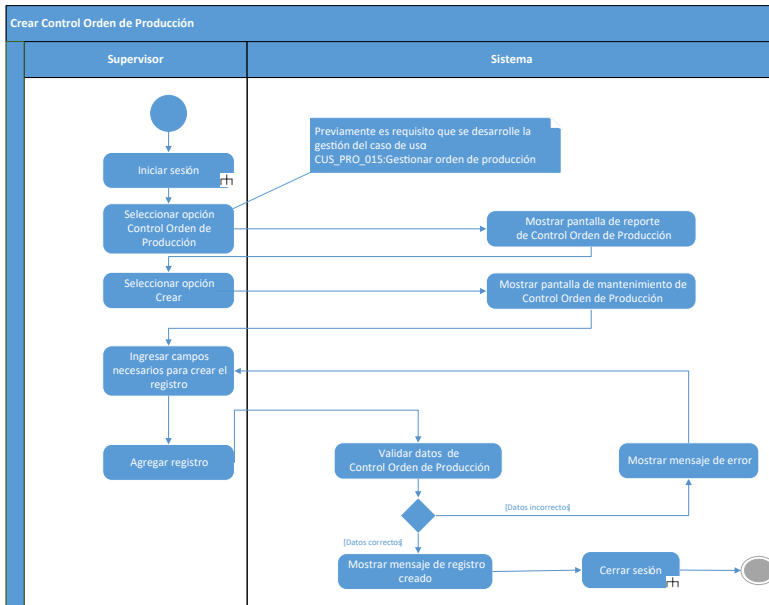 Crear Control Orden de Producción
Supervisor
Sistema
Previamente es requisito que se desarrolle la
gestión del caso de uso
CUS_PRO_015:Gestionar orden de producción
Iniciar sesión
Seleccionar opción
Control Orden de
Producción
Mostrar pantalla de reporte
de Control Orden de Producción
Seleccionar opción
Crear
Mostrar pantalla de mantenimiento de
Control Orden de Producción
Ingresar campos
necesarios para crear el
registro
Agregar registro
Validar datos de
Control Orden de Producción
Mostrar mensaje de error
[Datos incorrectos]
[Datos correctos]
Mostrar mensaje de registro
creado
Cerrar sesión